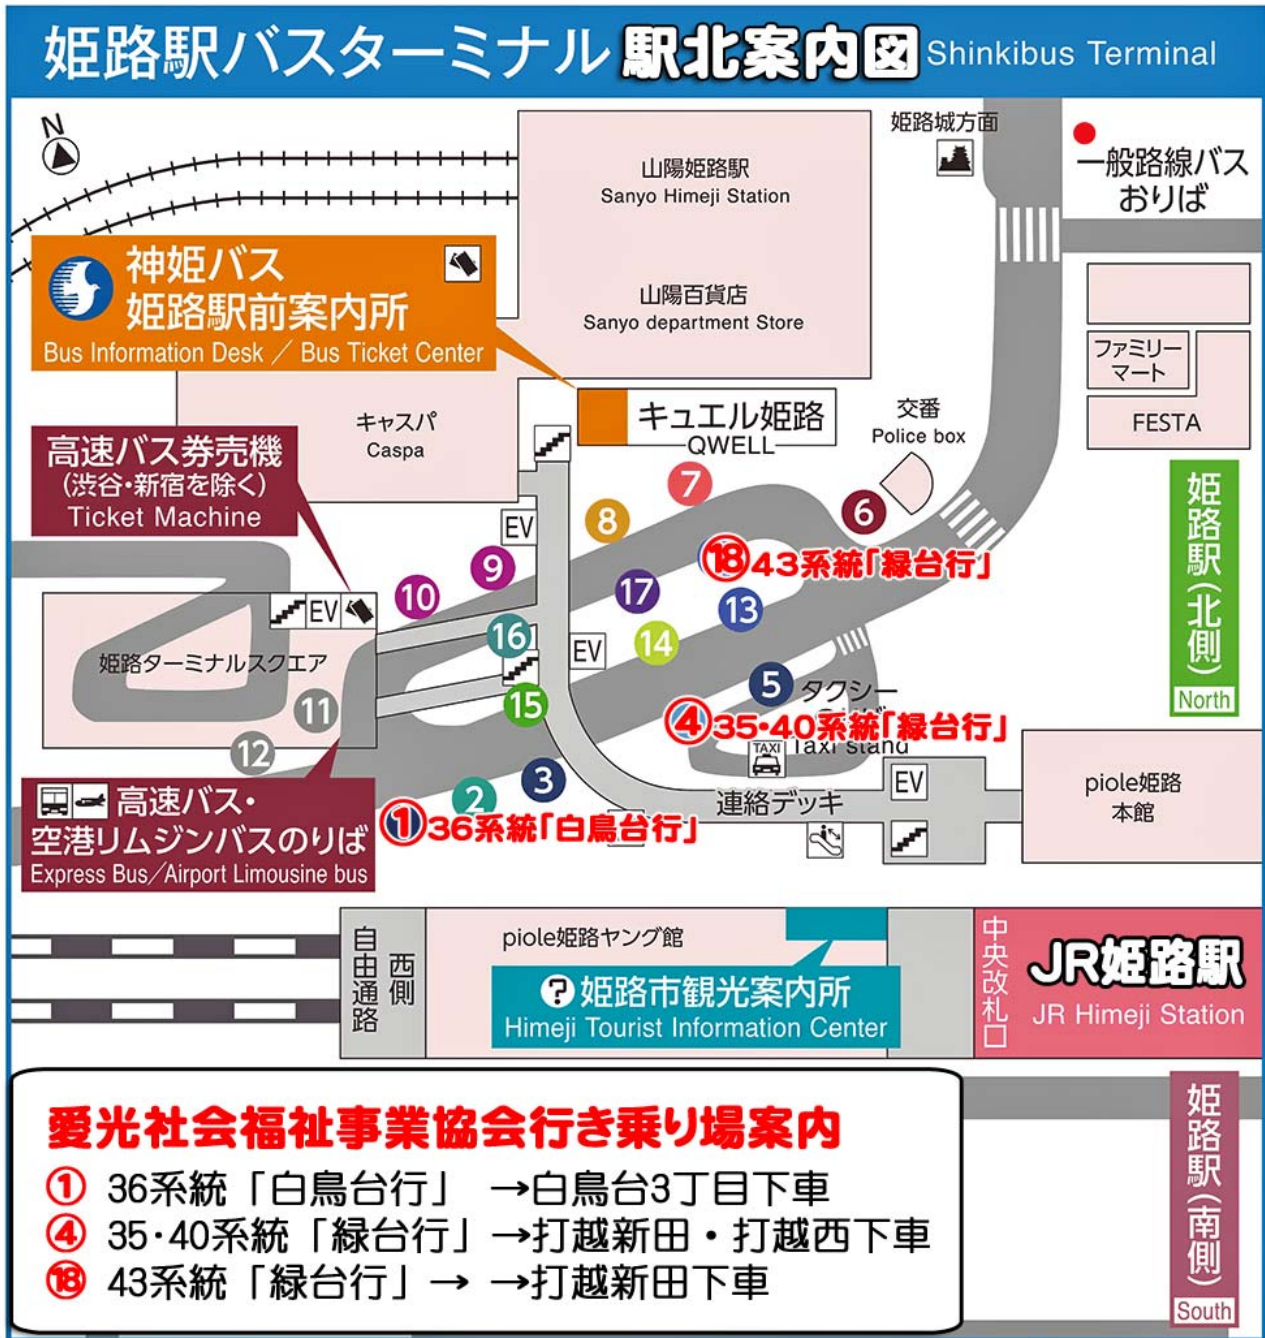 姫路駅バスターミナル 駅北案内図 Shinkibus Terminal
N
山陽姫路駅
Sanyo Himeji Station
姫路城方面
一般路線バス
おりば
神姫バス
姫路駅前案内所
Bus Information Desk / Bus Ticket Center
山陽百貨店
Sanyo department Store
ファミリー
マート
FESTA
キャスパ
Caspa
キュエル姫路
QWELL
交番
Police box
高速バス券売機
(渋谷・新宿を除く)
Ticket Machine
姫路駅(北側)
North
7
8
6
EV
9
⑱43系統「緑台行」
10
17
13
EV
16
14
EV
姫路ターミナルスクエア
5
タクシー
11
15
④35・40系統「緑台行」
TAXI
Taxi stand
12
3
2
EV
piole姫路
本館
連絡デッキ
①36系統「白鳥台行」
高速バス・
空港リムジンバスのりば
Express Bus/Airport Limousine bus
自由通路
西側
piole姫路ヤング館
?姫路市観光案内所
Himeji Tourist Information Center
中央改札口
JR姫路駅
JR Himeji Station
愛光社会福祉事業協会行き乗り場案内
① 36系統「白鳥台行」 →白鳥台3丁目下車
④ 35・40系統「緑台行」→打越新田・打越西下車
⑱ 43系統「緑台行」→ →打越新田下車
姫路駅(南側)
South